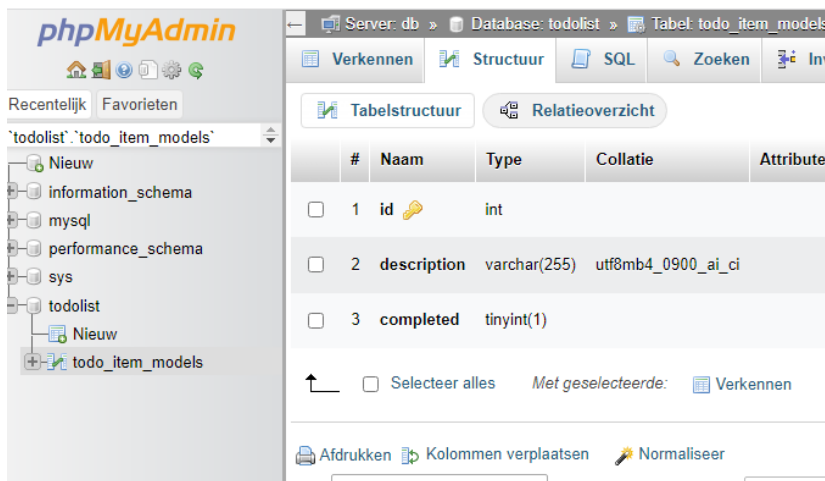 phpMyAdmin
Recentelijk Favorieten
`todolist`.`todo_item_models`
Nieuw
information_schema
mysql
performance_schema
sys
todolist
Nieuw
todo_item_models
Server: db » Database: todolist » Tabel: todo_item_models
Verkennen Structuur SQL Zoeken
Tabelstructuur Relatieoverzicht
# Naam Type Collatie Attribute
1 id int
2 description varchar(255) utf8mb4_0900_ai_ci
3 completed tinyint(1)
Selecteer alles Met geselecteerde: Verkennen
Afdrukken Kolommen verplaatsen Normaliseer